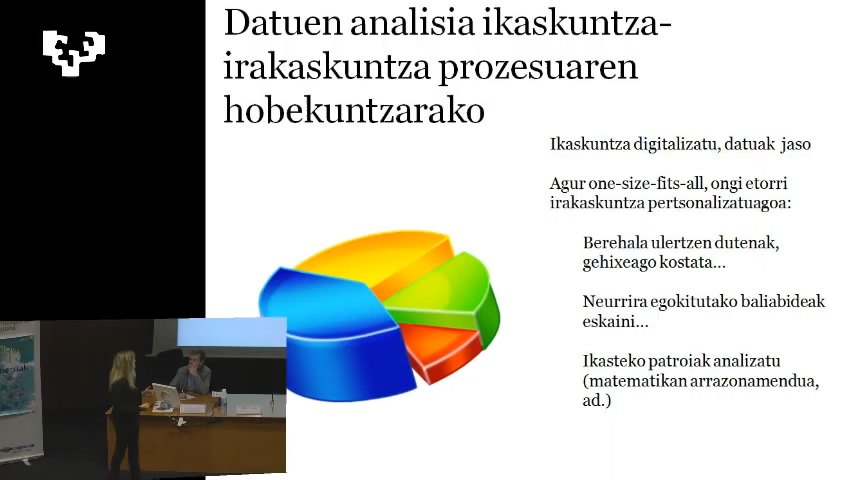 Datuen analisia ikaskuntza-
irakaskuntza prozesuaren
hobekuntzarako
Ikaskuntza digitalizatu, datuak jaso
Agur one-size-fits-all, ongi etorri
irakaskuntza pertsonalizatuagoa:
Berehala ulertzen dutenak,
gehixeago kostata...
Neurrira egokitutako baliabideak
eskaini...
Ikasteko patroiak analizatu
(matematikan arrazonamendua,
ad.)